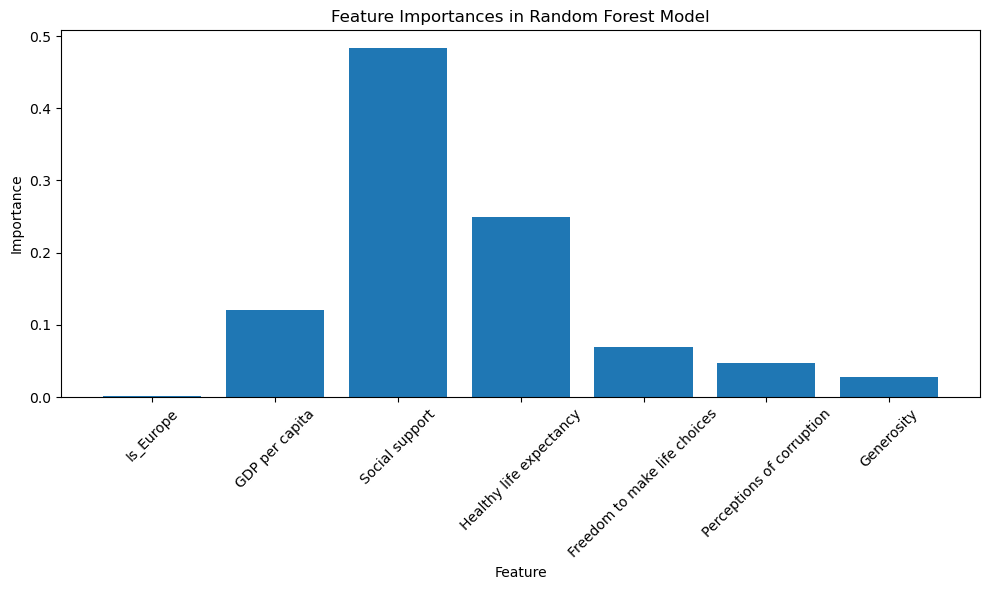 Feature Importances in Random Forest Model
Importance
0.5
0.4
0.3
0.2
0.1
0.0
Is_Europe
GDP per capita
Social support
Healthy life expectancy
Freedom to make life choices
Perceptions of corruption
Generosity
Feature